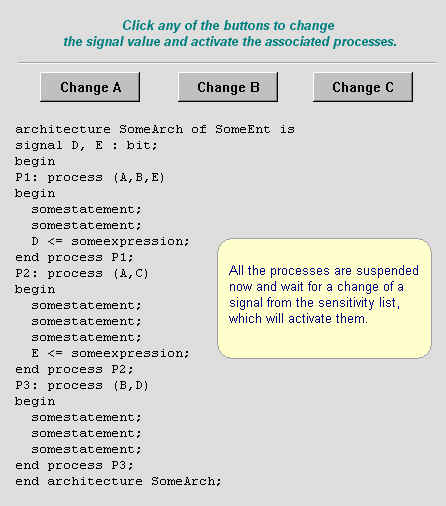 Click any of the buttons to change
the signal value and activate the associated processes.
Change A
Change B
Change C
architecture SomeArch of SomeEnt is
signal D, E : bit;
begin
P1: process (A,B,E)
begin
  somestatement;
  somestatement;
  D <= someexpression;
end process P1;
P2: process (A,C)
begin
  somestatement;
  somestatement;
  somestatement;
  E <= someexpression;
end process P2;
P3: process (B,D)
begin
  somestatement;
  somestatement;
  somestatement;
end process P3;
end architecture SomeArch;
All the processes are suspended
now and wait for a change of a
signal from the sensitivity list,
which will activate them.